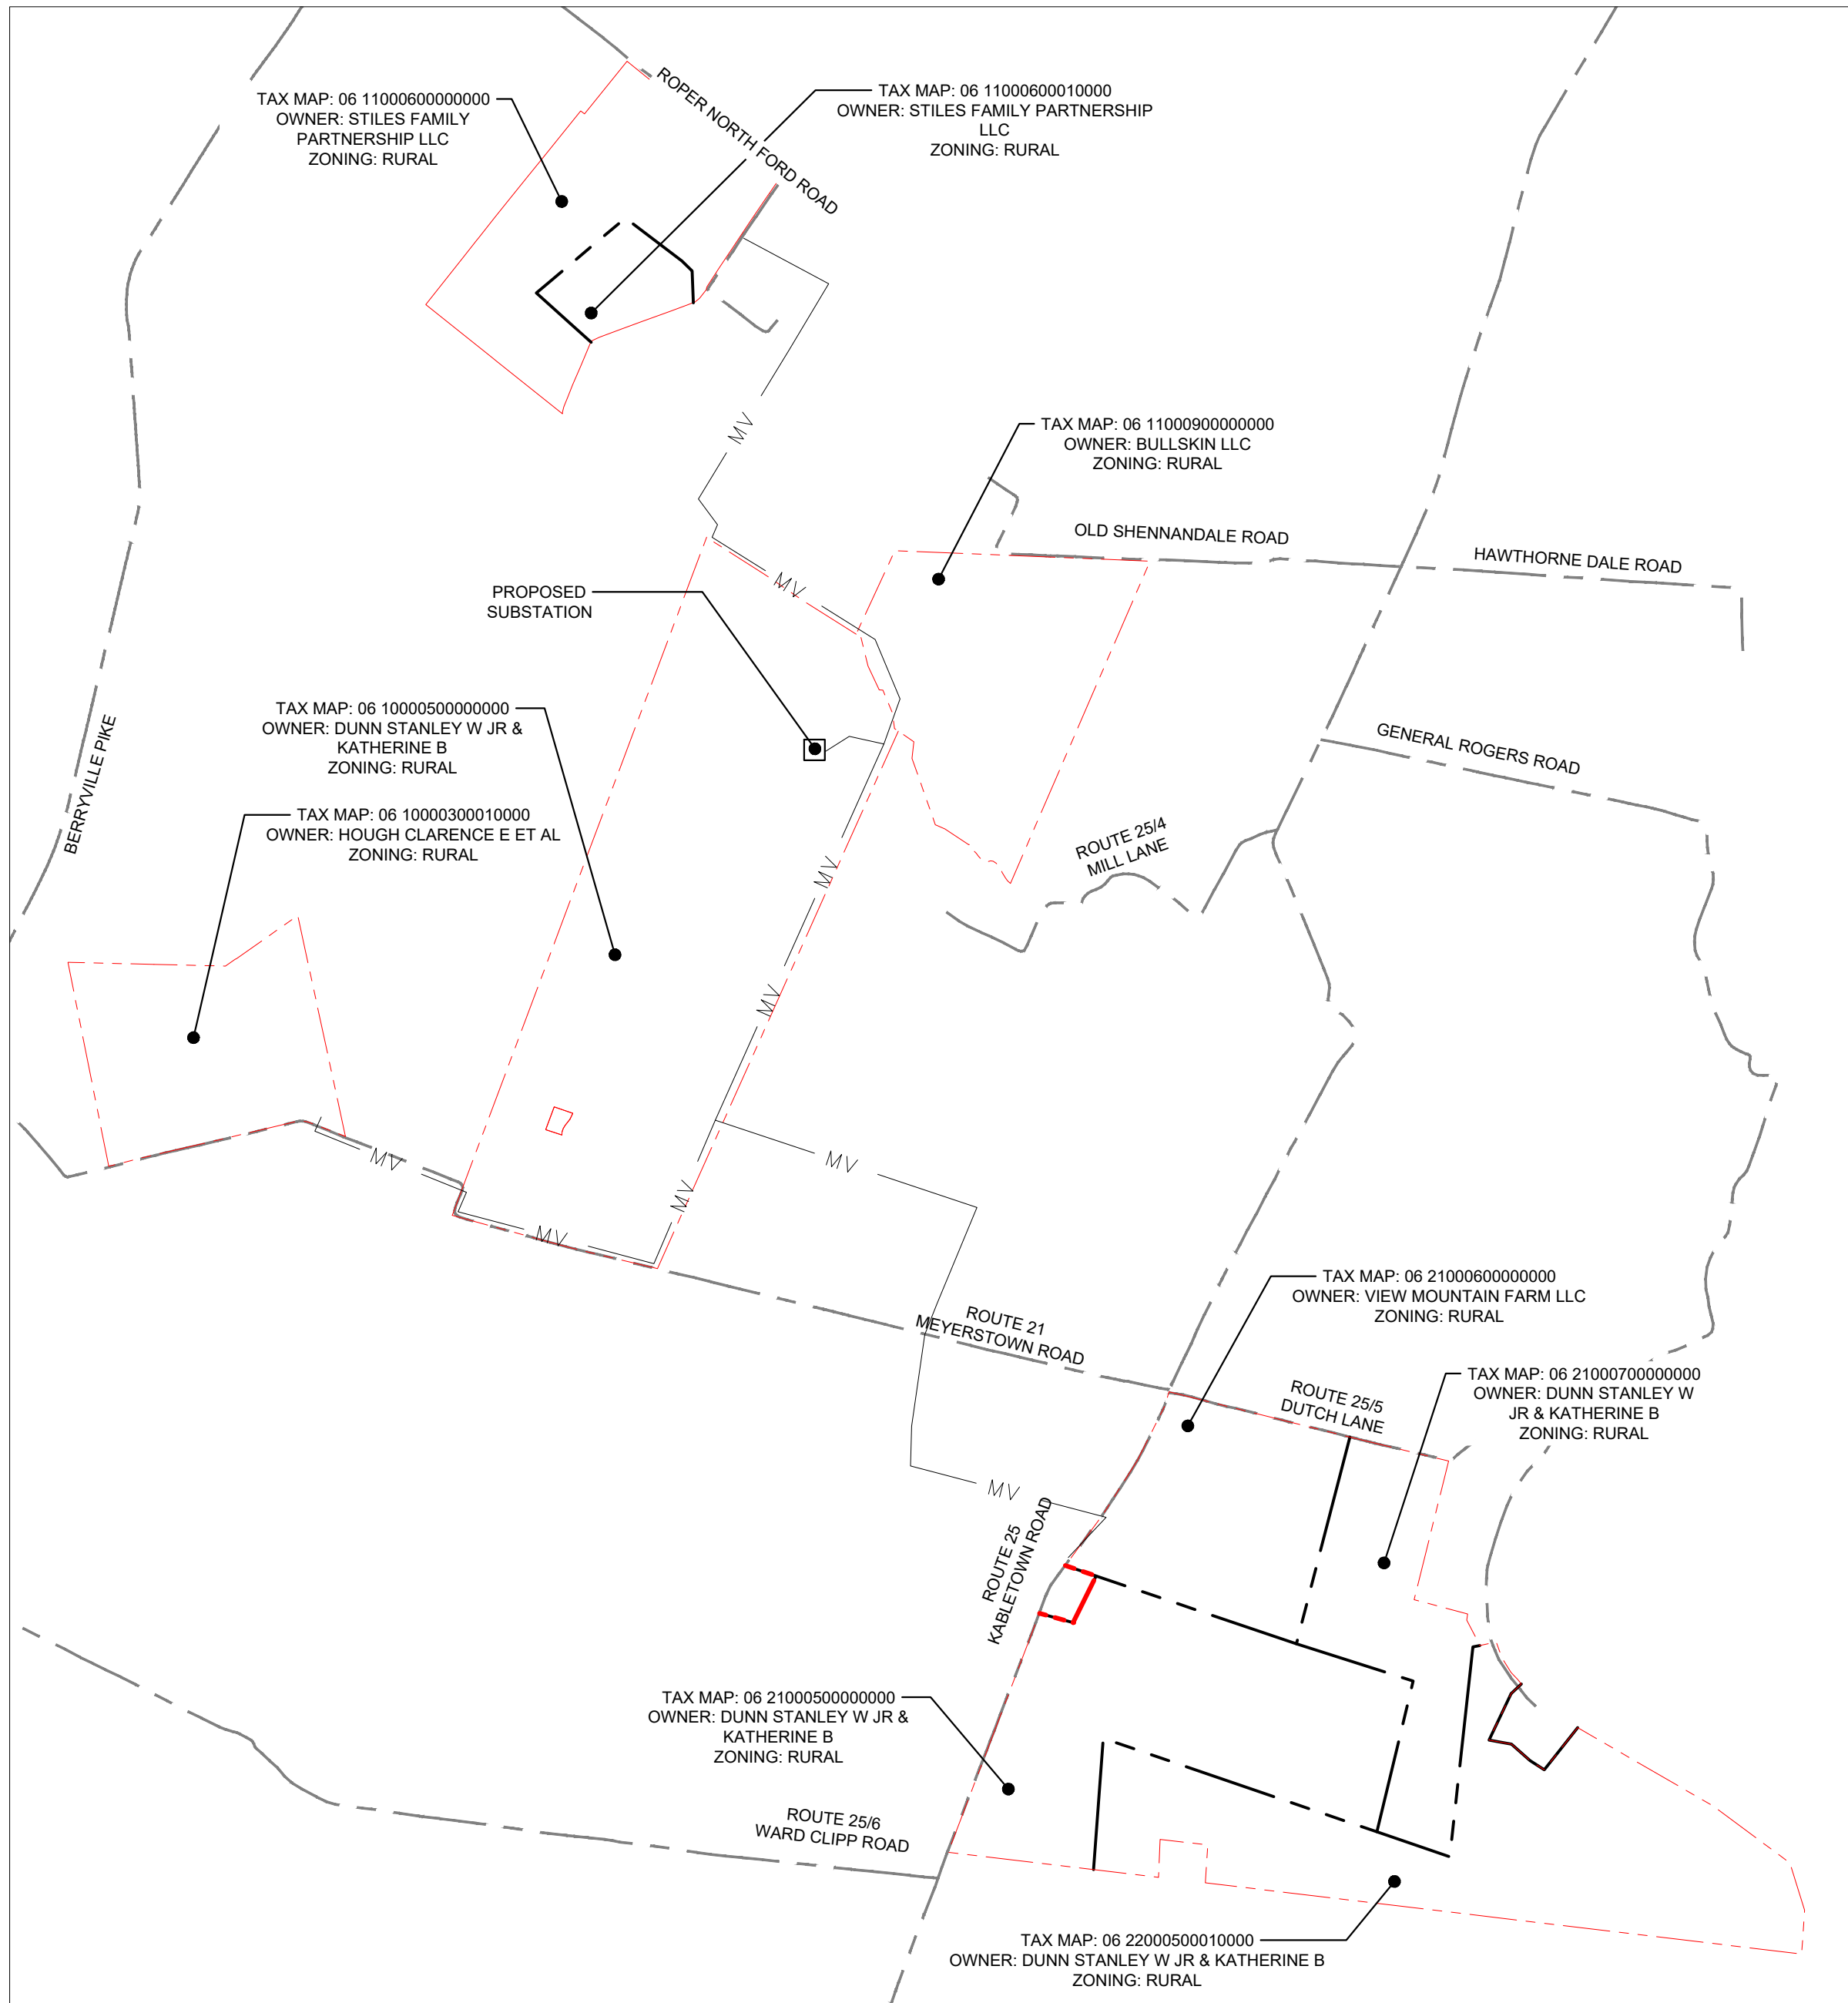 ROPER NORTH FORD ROAD
TAX MAP: 06 11000600000000
OWNER: STILES FAMILY
PARTNERSHIP LLC
ZONING: RURAL
TAX MAP: 06 11000600010000
OWNER: STILES FAMILY PARTNERSHIP
LLC
ZONING: RURAL
MV
TAX MAP: 06 11000900000000
OWNER: BULLSKIN LLC
ZONING: RURAL
OLD SHENNANDALE ROAD
HAWTHORNE DALE ROAD
MV
PROPOSED
SUBSTATION
TAX MAP: 06 10000500000000
OWNER: DUNN STANLEY W JR &
KATHERINE B
ZONING: RURAL
GENERAL ROGERS ROAD
BERRYVILLE PIKE
TAX MAP: 06 10000300010000
OWNER: HOUGH CLARENCE E ET AL
ZONING: RURAL
ROUTE 25/4
MILL LANE
MV
MV
MV
MV
MV
MV
TAX MAP: 06 21000600000000
OWNER: VIEW MOUNTAIN FARM LLC
ZONING: RURAL
ROUTE 21
MEYERSTOWN ROAD
TAX MAP: 06 21000700000000
OWNER: DUNN STANLEY W
JR & KATHERINE B
ZONING: RURAL
ROUTE 25/5
DUTCH LANE
MV
ROUTE 25
KABLETOWN ROAD
TAX MAP: 06 21000500000000
OWNER: DUNN STANLEY W JR &
KATHERINE B
ZONING: RURAL
ROUTE 25/6
WARD CLIPP ROAD
TAX MAP: 06 22000500010000
OWNER: DUNN STANLEY W JR & KATHERINE B
ZONING: RURAL